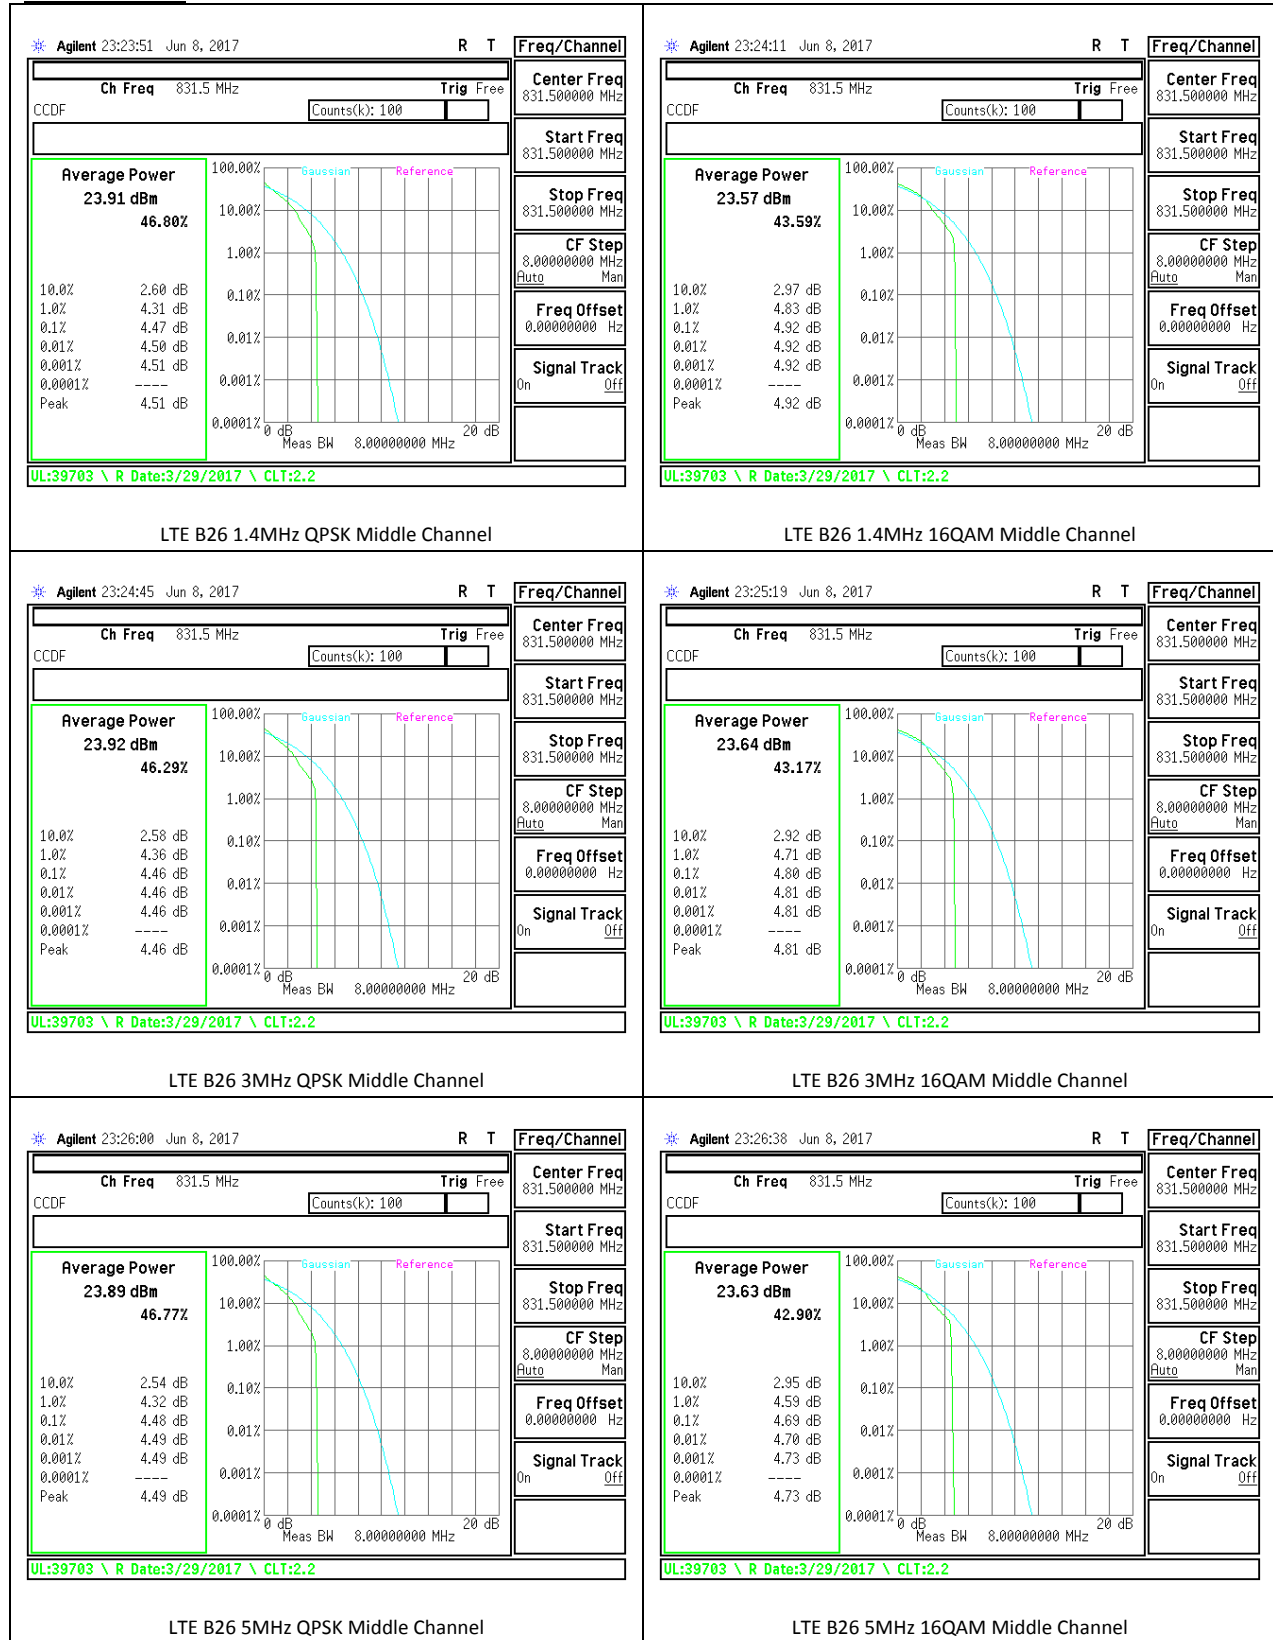 Agilent 23:23:51 Jun 8, 2017 R T Freq/Channel
Ch Freq 831.5 MHz Trig Free
CCDF Counts(k): 100
Center Freq
831.500000 MHz
Start Freq
831.500000 MHz
Stop Freq
831.500000 MHz
CF Step
8.00000000 MHz
Auto Man
Freq Offset
0.00000000 Hz
Signal Track
On Off
Average Power
23.91 dBm
46.80%
10.0% 2.60 dB
1.0% 4.31 dB
0.1% 4.47 dB
0.01% 4.50 dB
0.001% 4.51 dB
0.0001% ----
Peak 4.51 dB
Gaussian Reference
100.00%
10.00%
1.00%
0.10%
0.01%
0.001%
0.0001%
0 dB 20 dB
Meas BW 8.00000000 MHz
UL:39703 \ R Date:3/29/2017 \ CLT:2.2
LTE B26 1.4MHz QPSK Middle Channel
Agilent 23:24:11 Jun 8, 2017 R T Freq/Channel
Ch Freq 831.5 MHz Trig Free
CCDF Counts(k): 100
Center Freq
831.500000 MHz
Start Freq
831.500000 MHz
Stop Freq
831.500000 MHz
CF Step
8.00000000 MHz
Auto Man
Freq Offset
0.00000000 Hz
Signal Track
On Off
Average Power
23.57 dBm
43.59%
10.0% 2.97 dB
1.0% 4.83 dB
0.1% 4.92 dB
0.01% 4.92 dB
0.001% 4.92 dB
0.0001% ----
Peak 4.92 dB
Gaussian Reference
100.00%
10.00%
1.00%
0.10%
0.01%
0.001%
0.0001%
0 dB 20 dB
Meas BW 8.00000000 MHz
UL:39703 \ R Date:3/29/2017 \ CLT:2.2
LTE B26 1.4MHz 16QAM Middle Channel
Agilent 23:24:45 Jun 8, 2017 R T Freq/Channel
Ch Freq 831.5 MHz Trig Free
CCDF Counts(k): 100
Center Freq
831.500000 MHz
Start Freq
831.500000 MHz
Stop Freq
831.500000 MHz
CF Step
8.00000000 MHz
Auto Man
Freq Offset
0.00000000 Hz
Signal Track
On Off
Average Power
23.92 dBm
46.29%
10.0% 2.58 dB
1.0% 4.36 dB
0.1% 4.46 dB
0.01% 4.46 dB
0.001% 4.46 dB
0.0001% ----
Peak 4.46 dB
Gaussian Reference
100.00%
10.00%
1.00%
0.10%
0.01%
0.001%
0.0001%
0 dB 20 dB
Meas BW 8.00000000 MHz
UL:39703 \ R Date:3/29/2017 \ CLT:2.2
LTE B26 3MHz QPSK Middle Channel
Agilent 23:25:19 Jun 8, 2017 R T Freq/Channel
Ch Freq 831.5 MHz Trig Free
CCDF Counts(k): 100
Center Freq
831.500000 MHz
Start Freq
831.500000 MHz
Stop Freq
831.500000 MHz
CF Step
8.00000000 MHz
Auto Man
Freq Offset
0.00000000 Hz
Signal Track
On Off
Average Power
23.64 dBm
43.17%
10.0% 2.92 dB
1.0% 4.71 dB
0.1% 4.80 dB
0.01% 4.81 dB
0.001% 4.81 dB
0.0001% ----
Peak 4.81 dB
Gaussian Reference
100.00%
10.00%
1.00%
0.10%
0.01%
0.001%
0.0001%
0 dB 20 dB
Meas BW 8.00000000 MHz
UL:39703 \ R Date:3/29/2017 \ CLT:2.2
LTE B26 3MHz 16QAM Middle Channel
Agilent 23:26:00 Jun 8, 2017 R T Freq/Channel
Ch Freq 831.5 MHz Trig Free
CCDF Counts(k): 100
Center Freq
831.500000 MHz
Start Freq
831.500000 MHz
Stop Freq
831.500000 MHz
CF Step
8.00000000 MHz
Auto Man
Freq Offset
0.00000000 Hz
Signal Track
On Off
Average Power
23.89 dBm
46.77%
10.0% 2.54 dB
1.0% 4.32 dB
0.1% 4.48 dB
0.01% 4.49 dB
0.001% 4.49 dB
0.0001% ----
Peak 4.49 dB
Gaussian Reference
100.00%
10.00%
1.00%
0.10%
0.01%
0.001%
0.0001%
0 dB 20 dB
Meas BW 8.00000000 MHz
UL:39703 \ R Date:3/29/2017 \ CLT:2.2
LTE B26 5MHz QPSK Middle Channel
Agilent 23:26:38 Jun 8, 2017 R T Freq/Channel
Ch Freq 831.5 MHz Trig Free
CCDF Counts(k): 100
Center Freq
831.500000 MHz
Start Freq
831.500000 MHz
Stop Freq
831.500000 MHz
CF Step
8.00000000 MHz
Auto Man
Freq Offset
0.00000000 Hz
Signal Track
On Off
Average Power
23.63 dBm
42.90%
10.0% 2.95 dB
1.0% 4.59 dB
0.1% 4.69 dB
0.01% 4.70 dB
0.001% 4.73 dB
0.0001% ----
Peak 4.73 dB
Gaussian Reference
100.00%
10.00%
1.00%
0.10%
0.01%
0.001%
0.0001%
0 dB 20 dB
Meas BW 8.00000000 MHz
UL:39703 \ R Date:3/29/2017 \ CLT:2.2
LTE B26 5MHz 16QAM Middle Channel